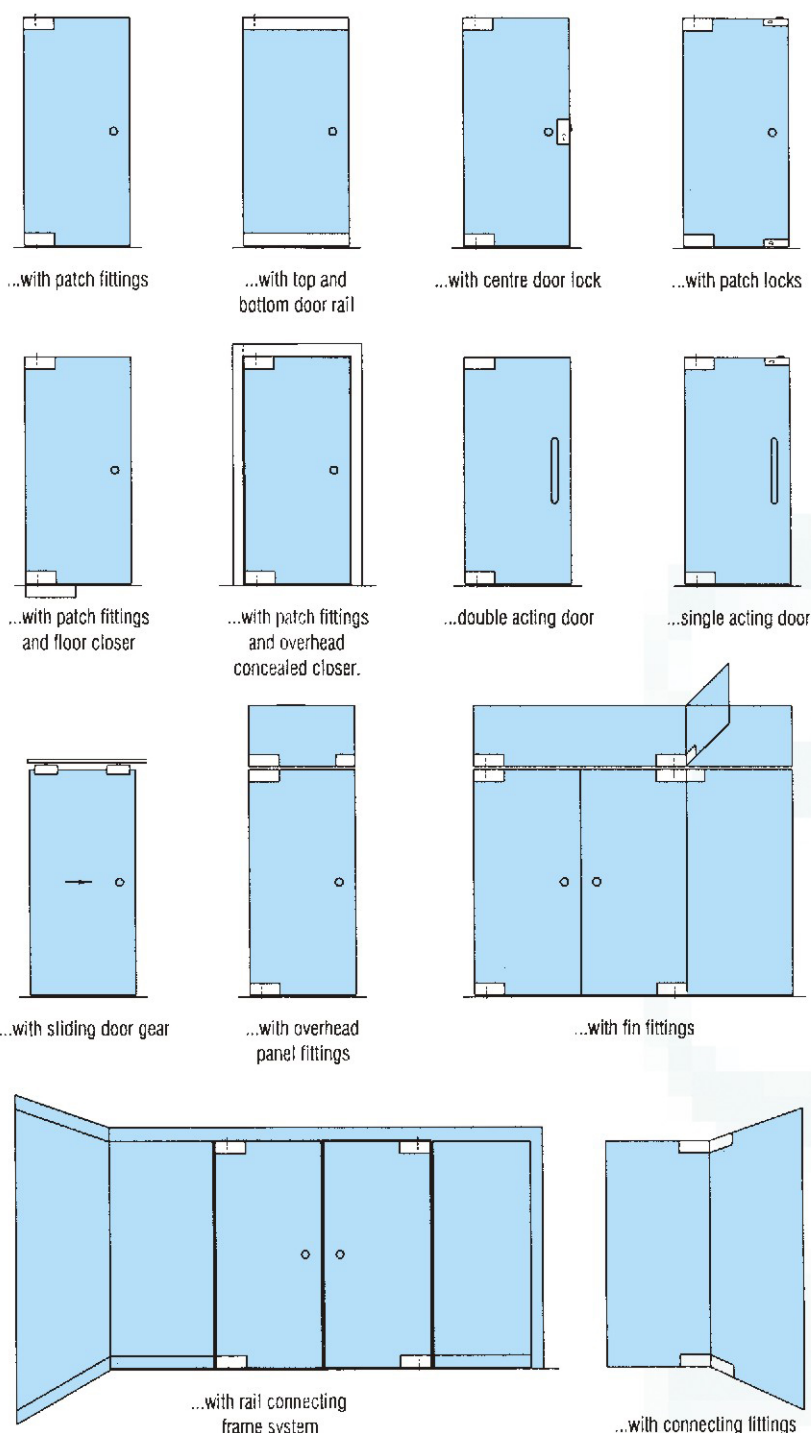 ...with patch fittings
...with top and
bottom door rail
...with centre door lock
...with patch locks
...with patch fittings
and floor closer
...with patch fittings
and overhead
concealed closer.
...double acting door
...single acting door
...with sliding door gear
...with overhead
panel fittings
...with fin fittings
...with rail connecting
frame system
...with connecting fittings